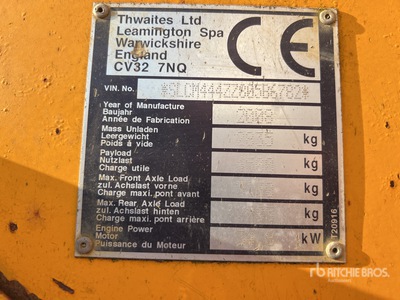 Thwaites Ltd
Leamington Spa
Warwickshire
England
CV32 7NQ
CE
VIN. No.
Year of Manufacture
Baujahr
Année de Fabrication
2008
Mass Unladen
Leergewicht
Poids à vide
kg
Payload
Nutzlast
Charge utile
kg
Max. Front Axle Load
zul. Achslast vorne
Charge maxi. pont avant
kg
Max. Rear Axle Load
zul. Achslast hinten
Charge maxi. pont arrière
kg
Engine Power
Motor
Puissance du Moteur
kW
T20916
RITCHIE BROS.